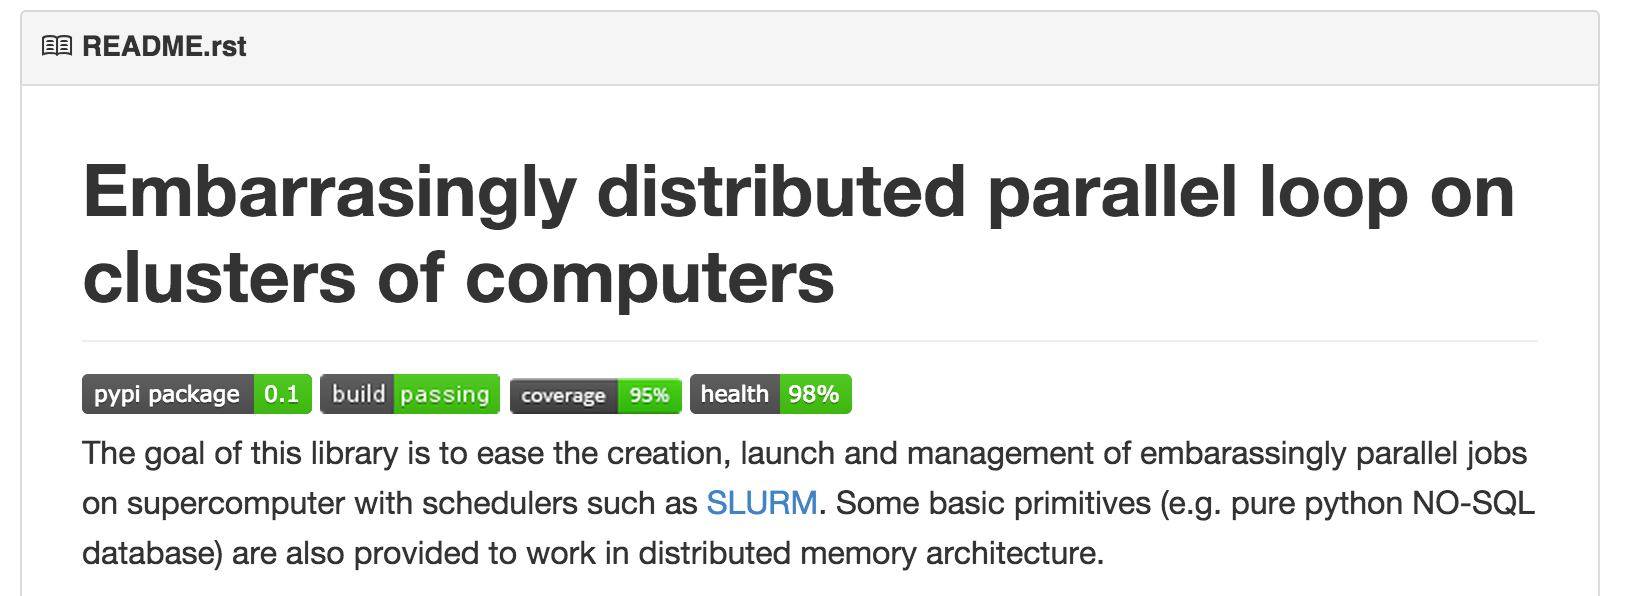 README.rst
Embarrasingly distributed parallel loop on
clusters of computers
pypi package 0.1 build passing coverage 95% health 98%
The goal of this library is to ease the creation, launch and management of embarassingly parallel jobs
on supercomputer with schedulers such as SLURM. Some basic primitives (e.g. pure python NO-SQL
database) are also provided to work in distributed memory architecture.